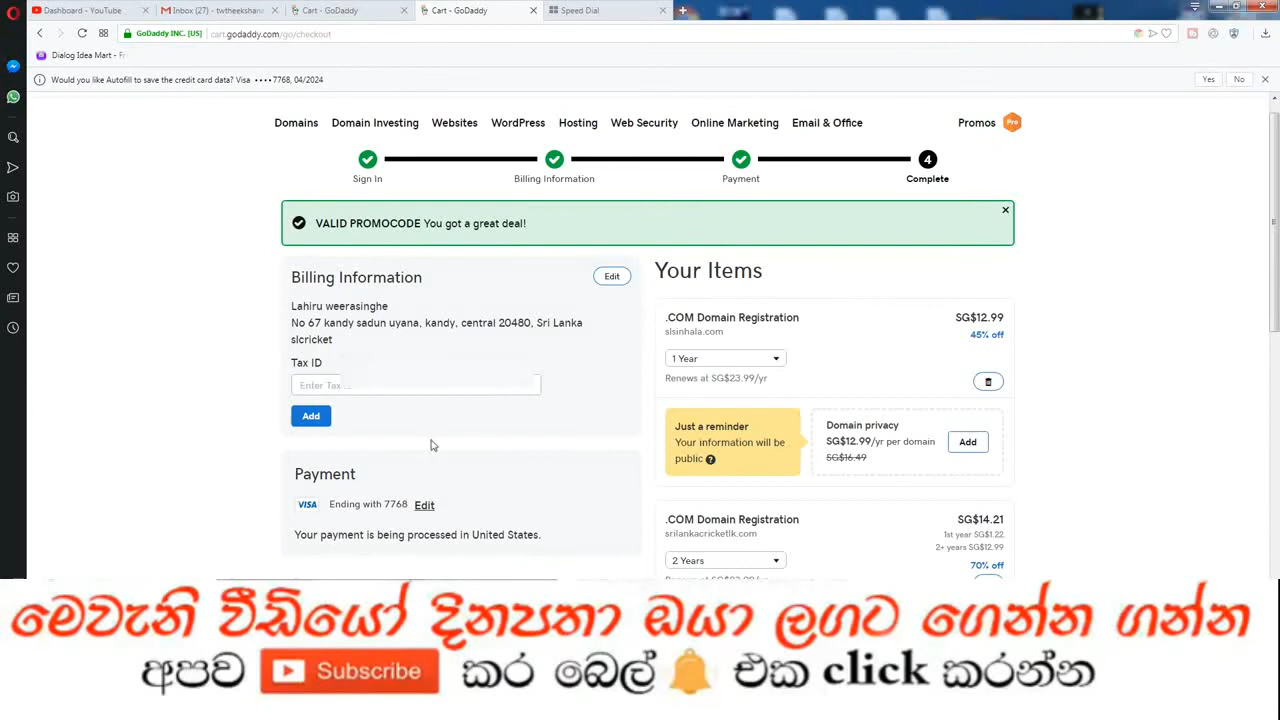 Dashboard - YouTube
Inbox (27) - twtheekshana
Cart - GoDaddy
Cart - GoDaddy
Speed Dial
GoDaddy INC. [US]
cart.godaddy.com/go/checkout
Dialog Idea Mart - Fr
Would you like Autofill to save the credit card data? Visa ••••7768, 04/2024
Yes
No
Domains Domain Investing Websites WordPress Hosting Web Security Online Marketing Email & Office
Promos Pro
4
Sign In
Billing Information
Payment
Complete
VALID PROMOCODE You got a great deal!
Billing Information
Edit
Lahiru weerasinghe
No 67 kandy sadun uyana, kandy, central 20480, Sri Lanka
slcricket
Tax ID
Enter Tax
Add
Payment
VISA Ending with 7768 Edit
Your payment is being processed in United States.
Your Items
.COM Domain Registration SG$12.99
slsinhala.com 45% off
1 Year
Renews at SG$23.99/yr
Just a reminder
Your information will be
public ?
Domain privacy
SG$12.99/yr per domain
SG$16.49
Add
.COM Domain Registration SG$14.21
srilankacricketlk.com 1st year SG$1.22
2+ years SG$12.99
70% off
2 Years
මෙවැනි වීඩියෝ දිනපතා ඔයා ලගට ගෙන්න ගන්න
අපව Subscribe කර බෙල් එක click කරන්න